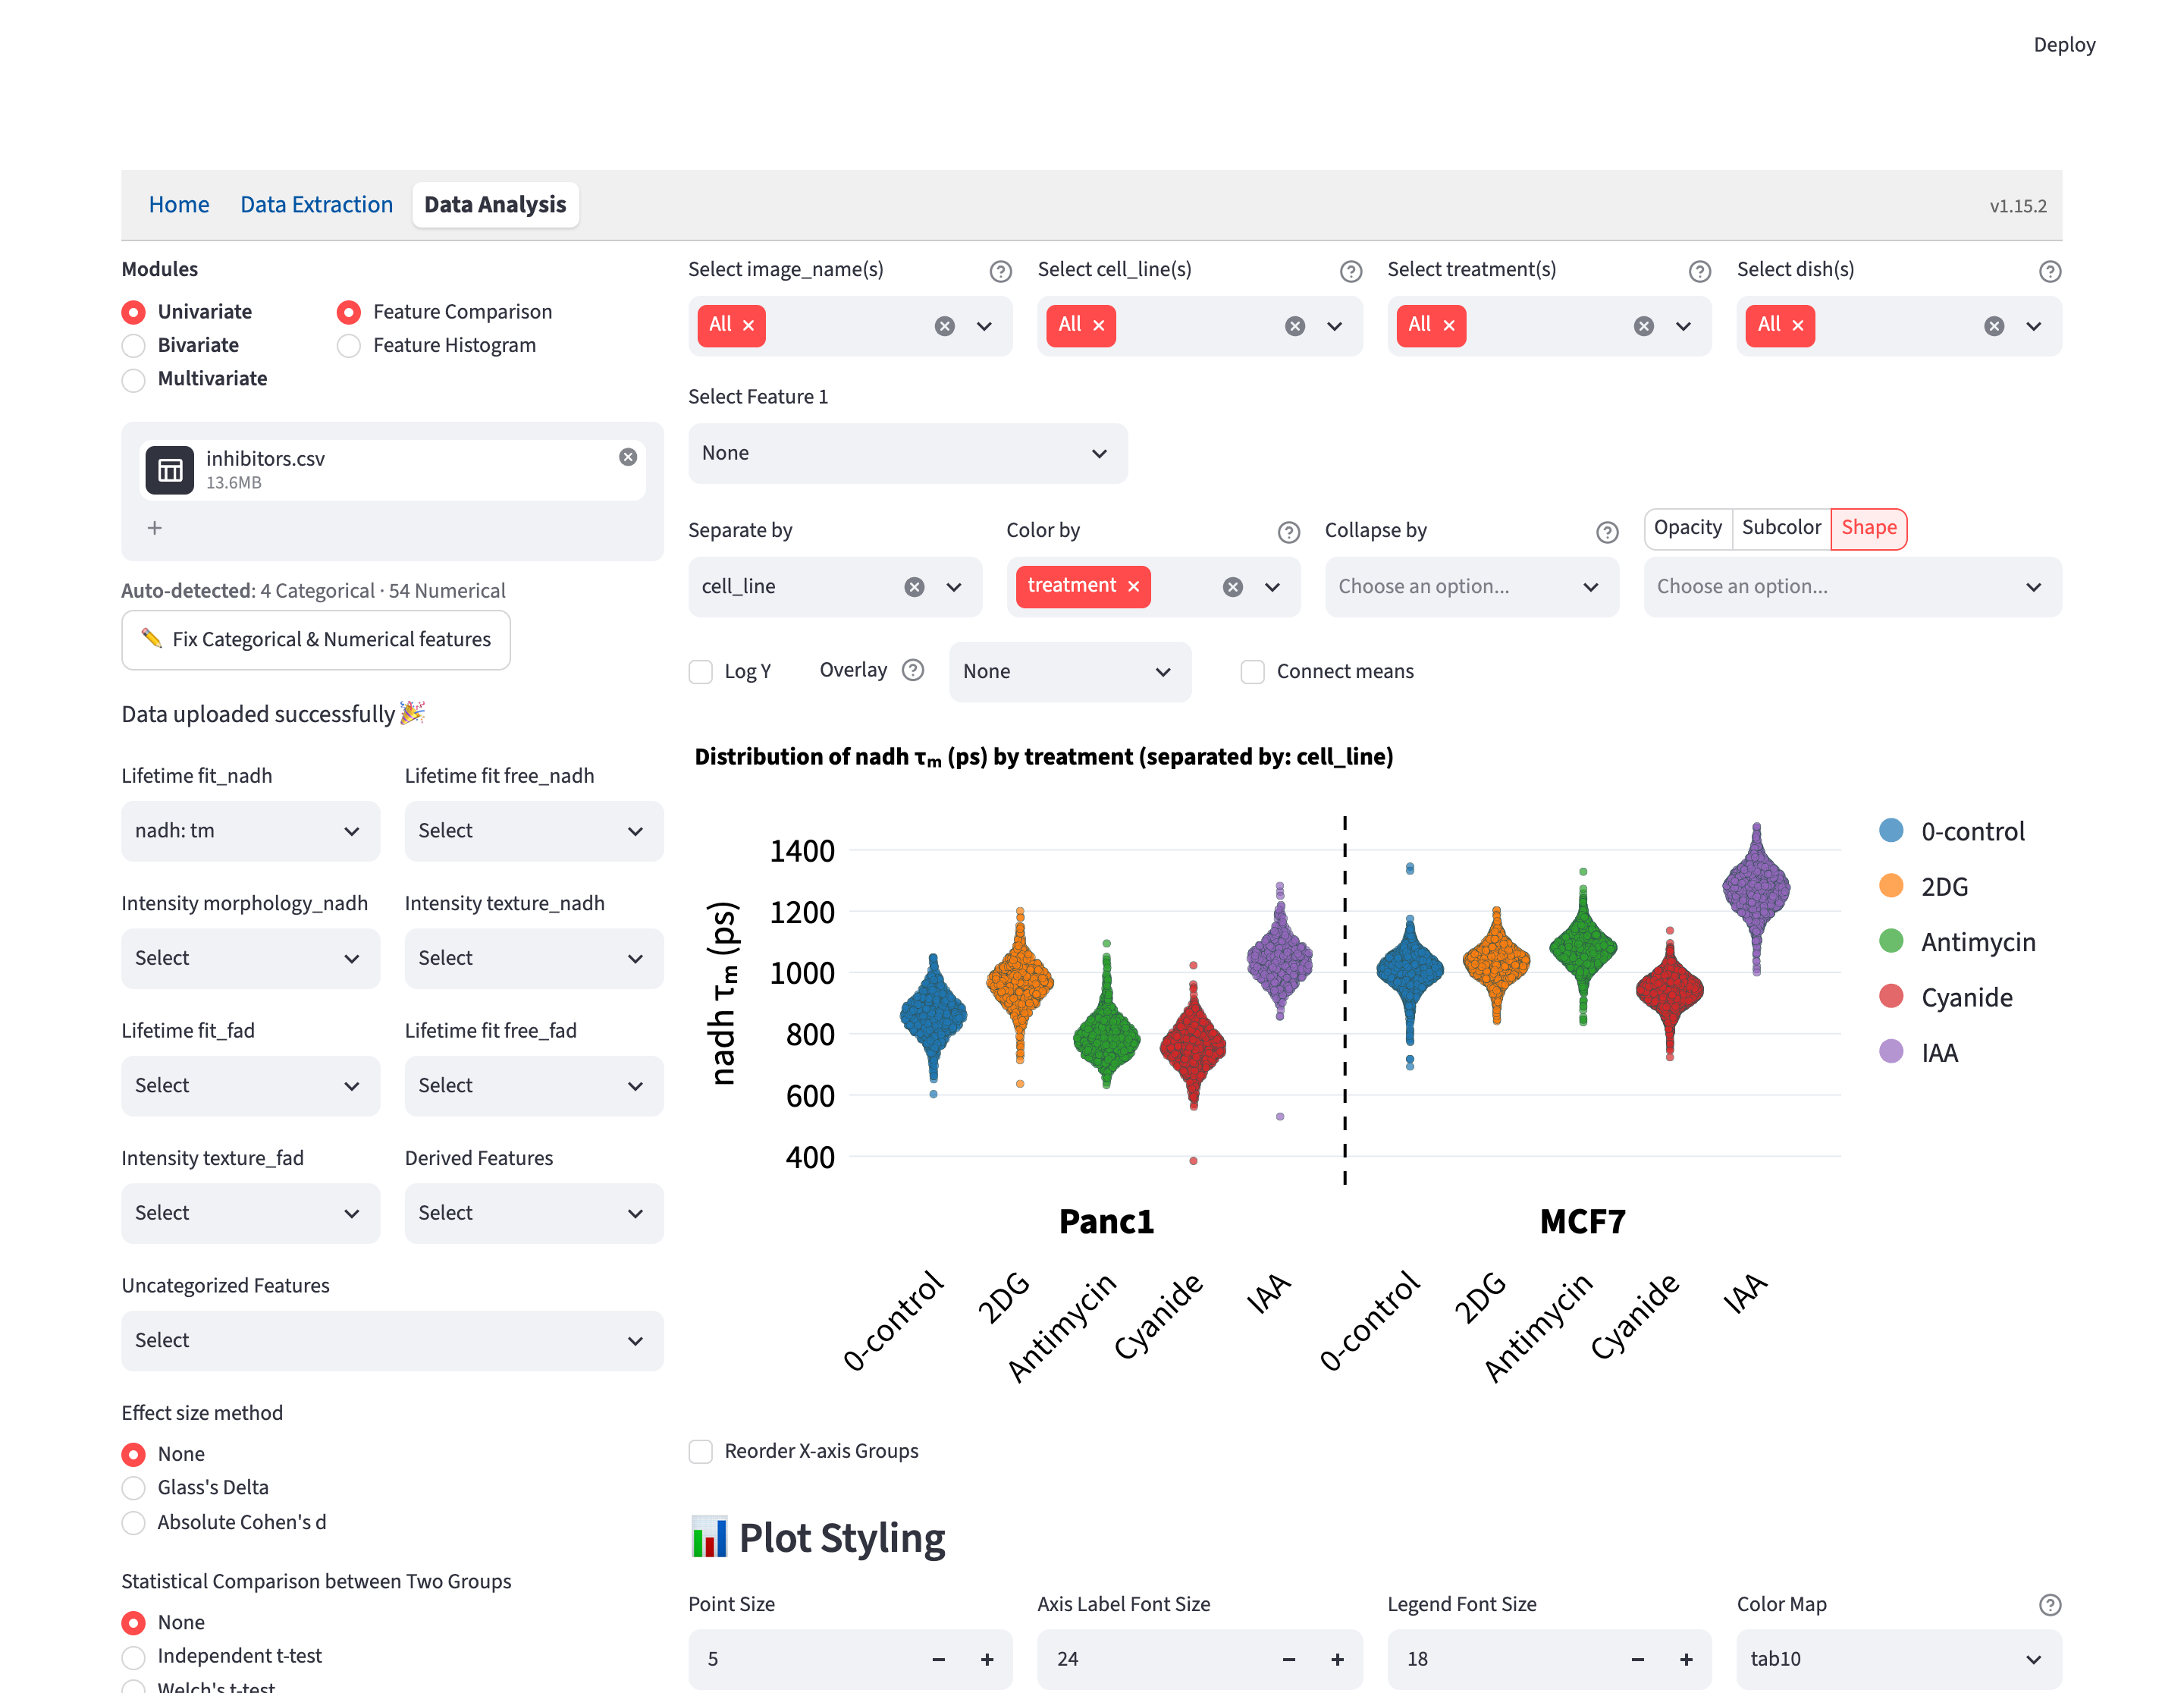 Deploy
Home Data Extraction Data Analysis v1.15.2
Modules
Univariate
Bivariate
Multivariate
Feature Comparison
Feature Histogram
inhibitors.csv
13.6MB
+
Auto-detected: 4 Categorical · 54 Numerical
✏️ Fix Categorical & Numerical features
Data uploaded successfully 🎉
Lifetime fit_nadh
nadh: tm
Lifetime fit free_nadh
Select
Intensity morphology_nadh
Select
Intensity texture_nadh
Select
Lifetime fit_fad
Select
Lifetime fit free_fad
Select
Intensity texture_fad
Select
Derived Features
Select
Uncategorized Features
Select
Effect size method
None
Glass's Delta
Absolute Cohen's d
Statistical Comparison between Two Groups
None
Independent t-test
Welch's t-test
Select image_name(s)
All ×
Select cell_line(s)
All ×
Select treatment(s)
All ×
Select dish(s)
All ×
Select Feature 1
None
Separate by
cell_line
Color by
treatment ×
Collapse by
Choose an option...
Opacity Subcolor Shape
Choose an option...
Log Y
Overlay
None
Connect means
Distribution of nadh τₘ (ps) by treatment (separated by: cell_line)
nadh τₘ (ps)
1400
1200
1000
800
600
400
Panc1 MCF7
0-control 2DG Antimycin Cyanide IAA 0-control 2DG Antimycin Cyanide IAA
0-control
2DG
Antimycin
Cyanide
IAA
Reorder X-axis Groups
📊 Plot Styling
Point Size
5 − +
Axis Label Font Size
24 − +
Legend Font Size
18 − +
Color Map
tab10